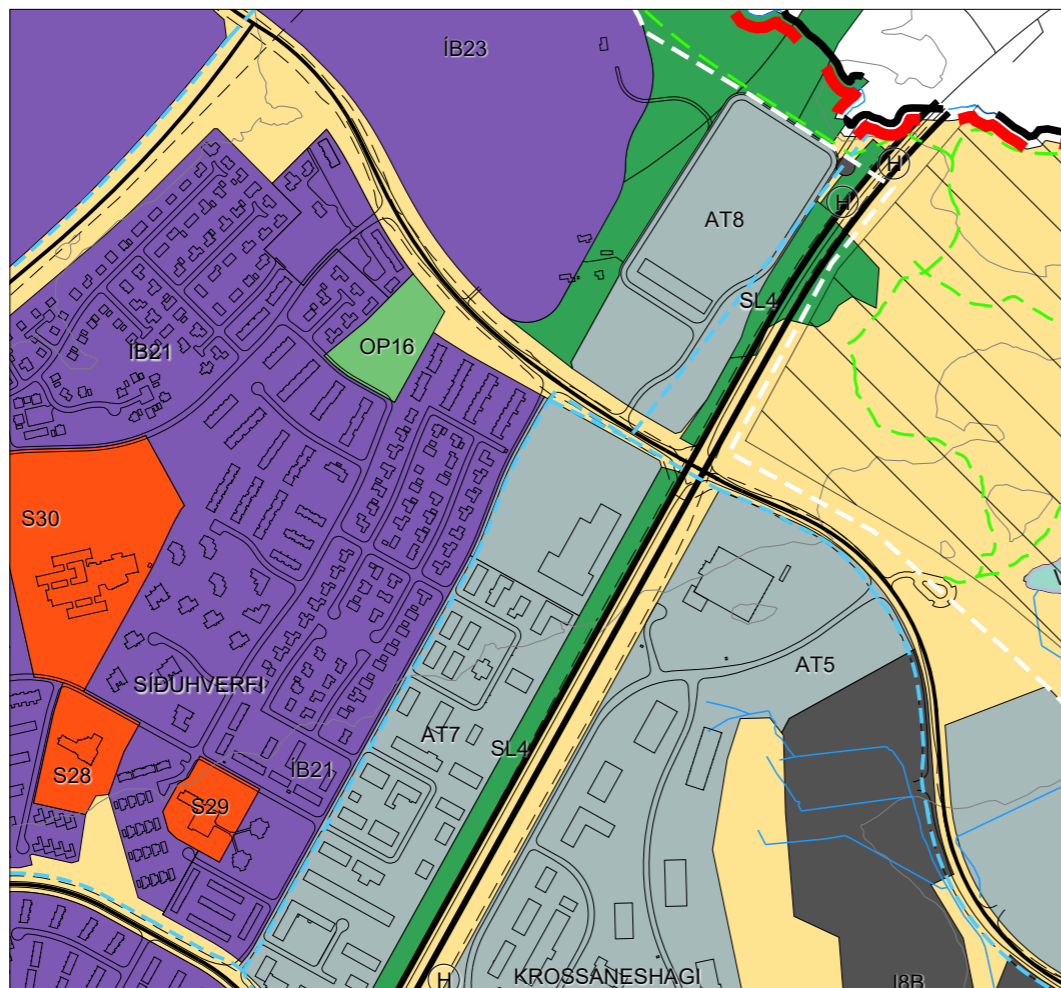 ÍB23
H
H
AT8
SL4
OP16
ÍB21
S30
AT5
SÍÐUHVERFI
AT7
SL4
ÍB21
S28
S29
H
KROSSANESHAGI
I8B